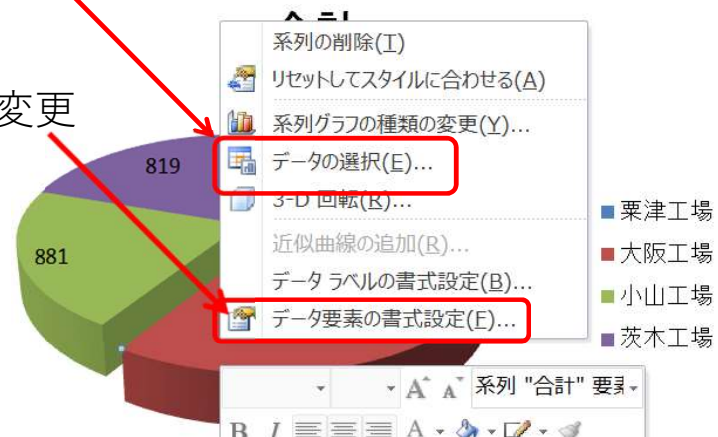 合計
系列の削除(T)
リセットしてスタイルに合わせる(A)
変更
系列グラフの種類の変更(Y)...
データの選択(E)...
819
3-D 回転(R)...
粟津工場
近似曲線の追加(R)...
大阪工場
881
データ ラベルの書式設定(B)...
小山工場
データ要素の書式設定(F)...
茨木工場
系列 "合計" 要素
B I A